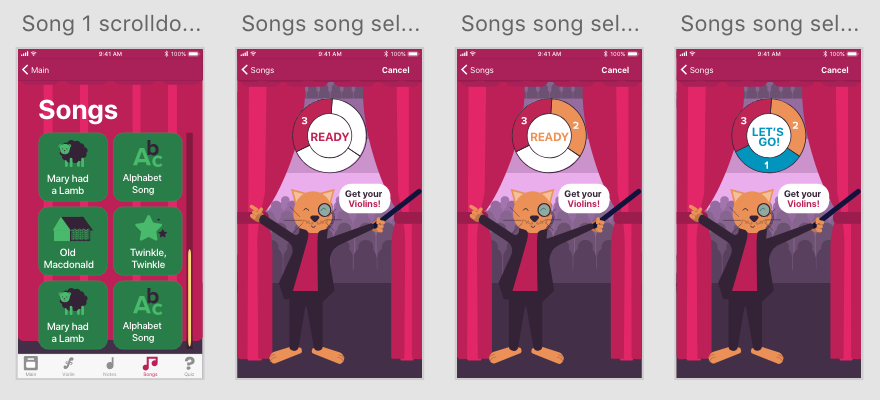 Song 1 scrolldo...
Songs song sel...
Songs song sel...
Songs song sel...
9:41 AM 100%
Main
Songs
Mary had
a Lamb
Alphabet
Song
Old
Macdonald
Twinkle,
Twinkle
Mary had
a Lamb
Alphabet
Song
Main Violin Notes Songs Quiz
9:41 AM 100%
Songs Cancel
3
READY
Get your
Violins!
9:41 AM 100%
Songs Cancel
3 2
READY
Get your
Violins!
9:41 AM 100%
Songs Cancel
3 2
LET'S
GO!
1
Get your
Violins!